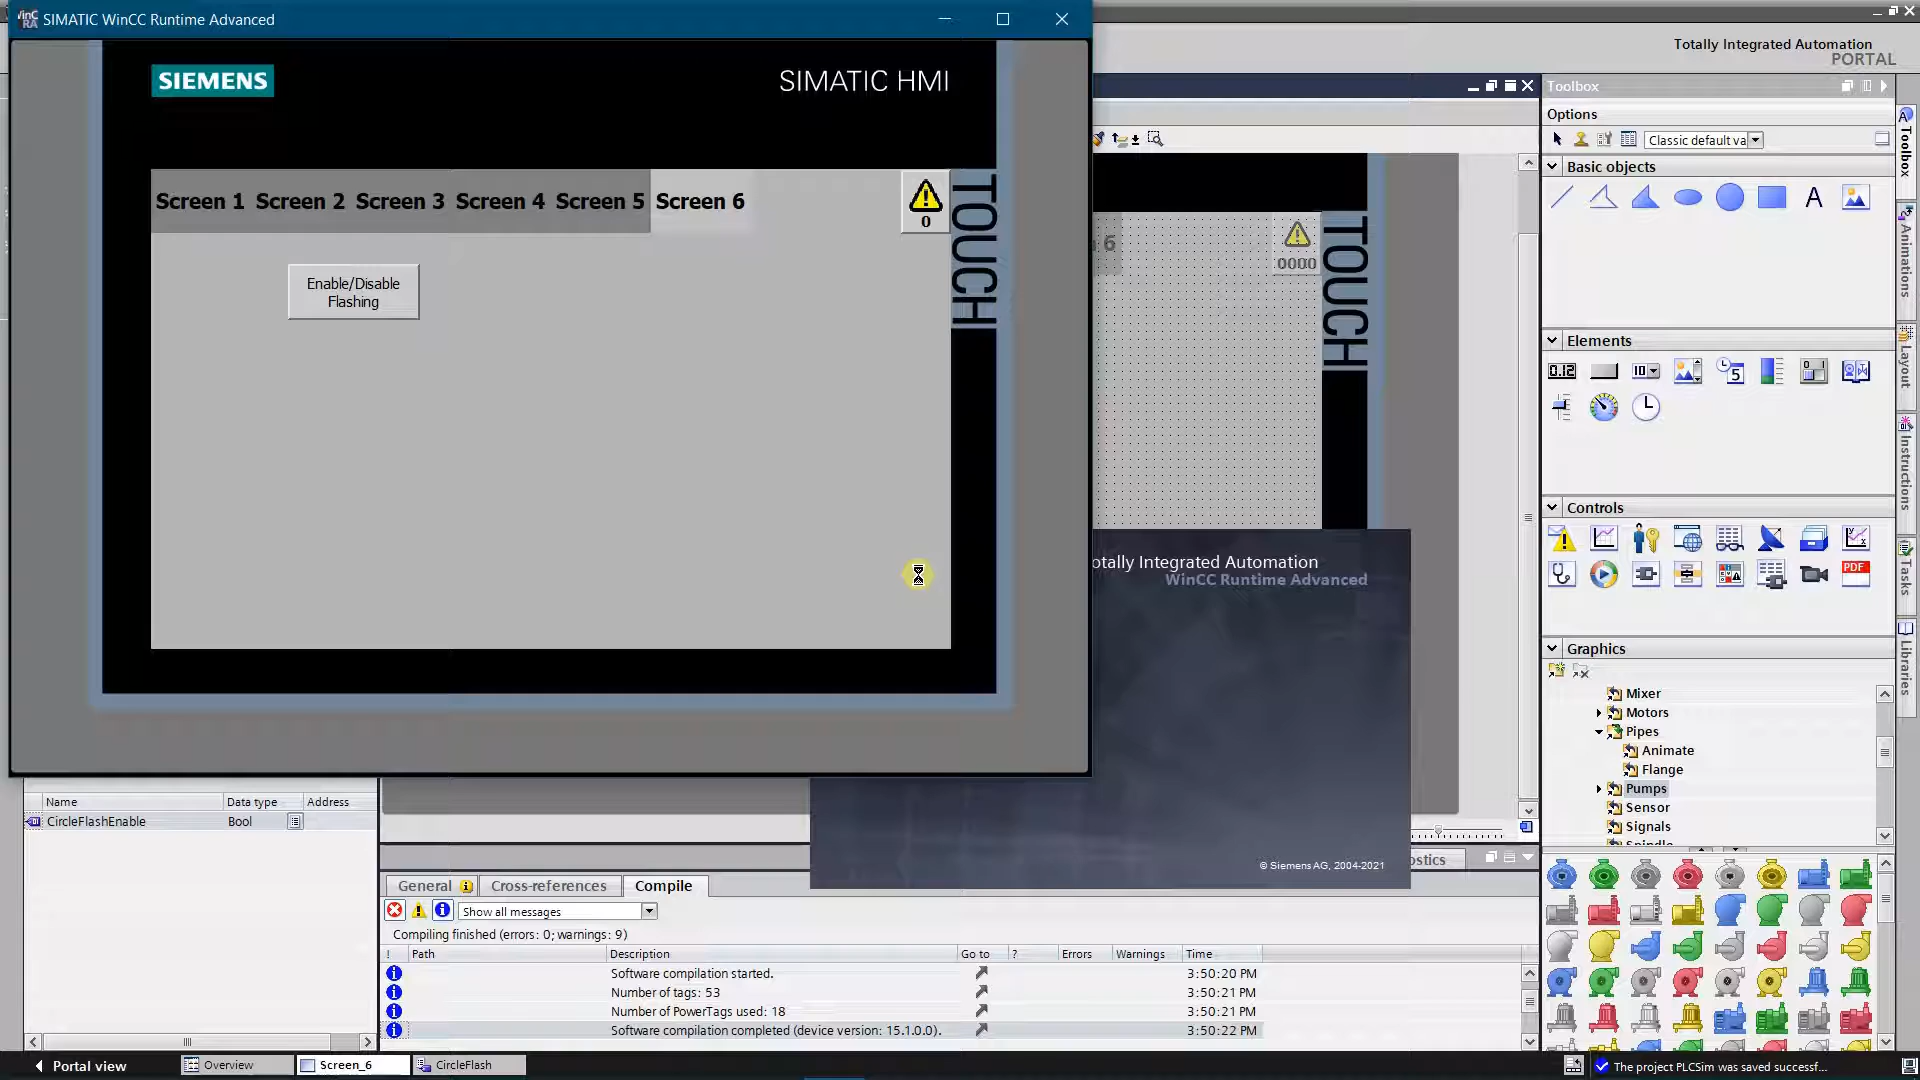 SIMATIC WinCC Runtime Advanced
Totally Integrated Automation
PORTAL
SIEMENS
SIMATIC HMI
Screen 1 Screen 2 Screen 3 Screen 4 Screen 5 Screen 6
0
TOUCH
Enable/Disable
Flashing
6
0000
TOUCH
otally Integrated Automation
WinCC Runtime Advanced
© Siemens AG, 2004-2021
Toolbox
Options
Classic default va
Basic objects
A
Elements
0.12
10
5
Controls
PDF
Graphics
Mixer
Motors
Pipes
Animate
Flange
Pumps
Sensor
Signals
Toolbox
Animations
Layout
Instructions
Tasks
Libraries
Name Data type Address
CircleFlashEnable Bool
General Cross-references Compile
ostics
Show all messages
Compiling finished (errors: 0; warnings: 9)
! Path Description Go to ? Errors Warnings Time
Software compilation started. 3:50:20 PM
Number of tags: 53 3:50:21 PM
Number of PowerTags used: 18 3:50:21 PM
Software compilation completed (device version: 15.1.0.0). 3:50:22 PM
Portal view Overview Screen_6 CircleFlash
The project PLCSim was saved successf...